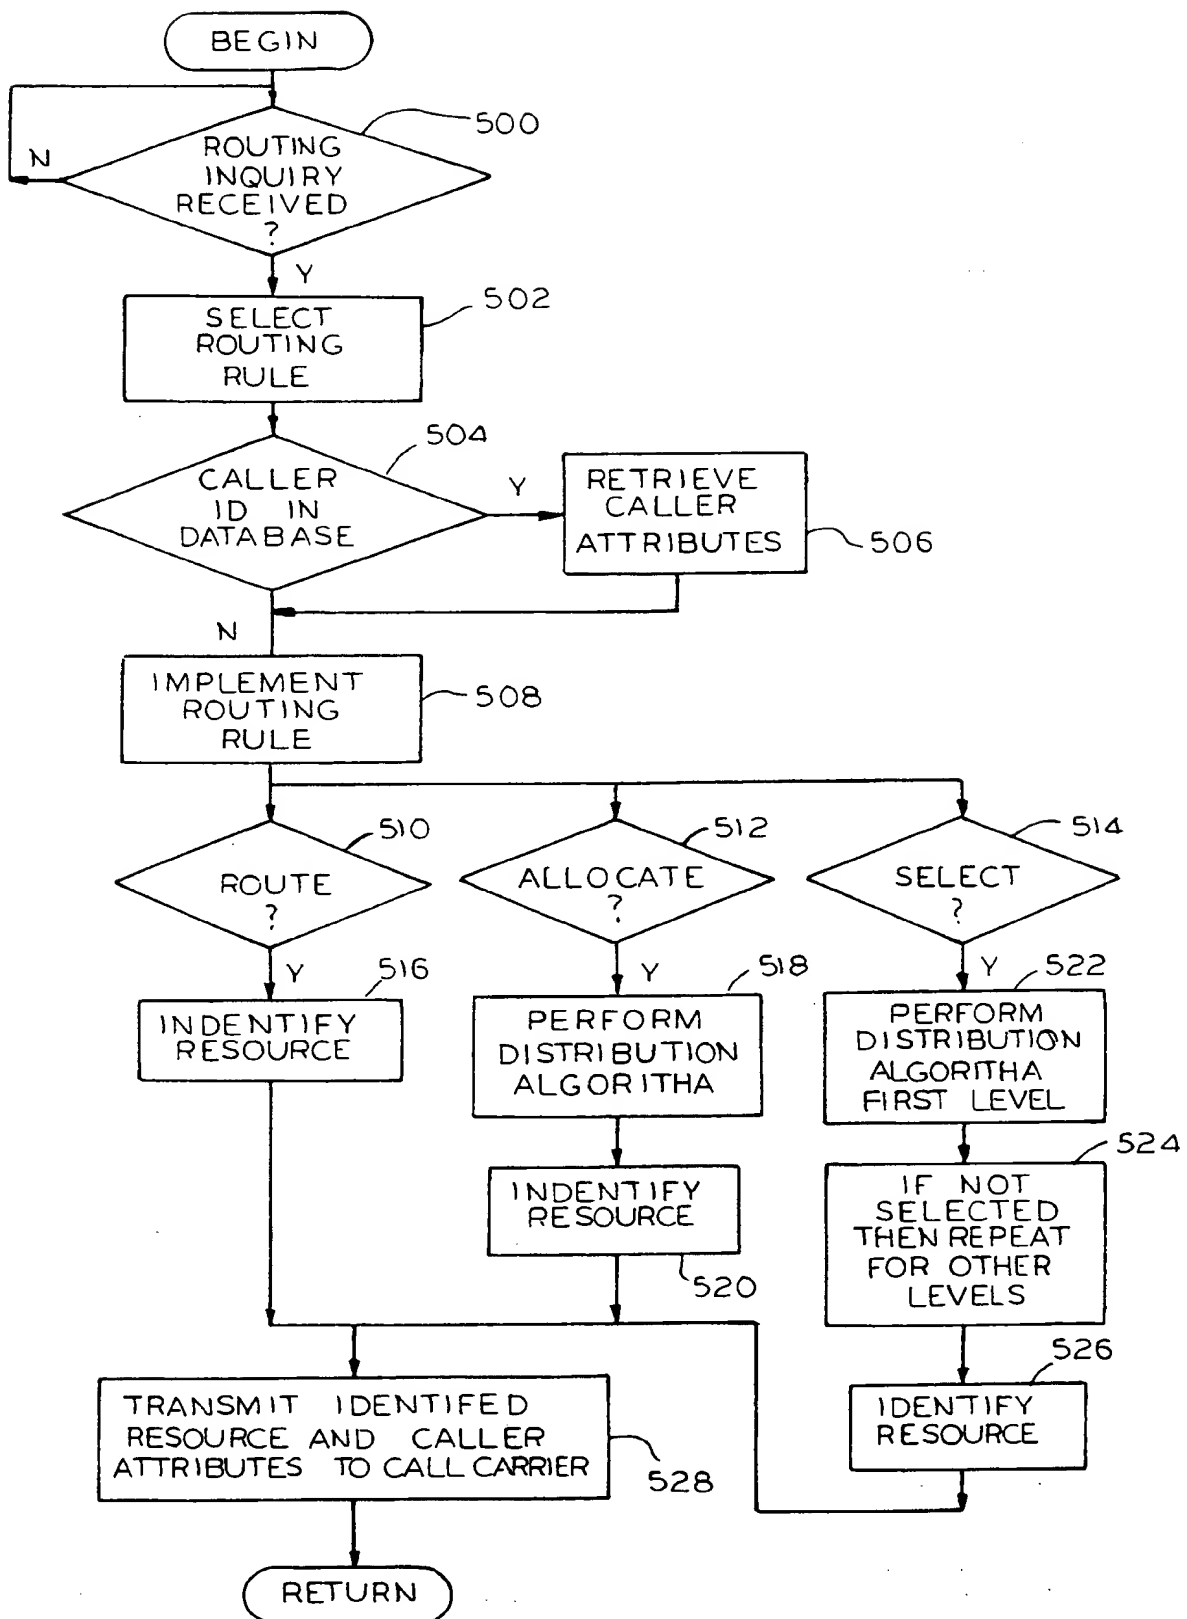 BEGIN
500
ROUTING
INQUIRY
RECEIVED
?
N
Y
502
SELECT
ROUTING
RULE
504
CALLER
ID IN
DATABASE
Y
RETRIEVE
CALLER
ATTRIBUTES
506
N
IMPLEMENT
ROUTING
RULE
508
510
ROUTE
?
512
ALLOCATE
?
514
SELECT
?
Y
516
INDENTIFY
RESOURCE
Y
518
PERFORM
DISTRIBUTION
ALGORITHA
INDENTIFY
RESOURCE
520
Y
522
PERFORM
DISTRIBUTION
ALGORITHA
FIRST LEVEL
524
IF NOT
SELECTED
THEN REPEAT
FOR OTHER
LEVELS
526
IDENTIFY
RESOURCE
TRANSMIT IDENTIFED
RESOURCE AND CALLER
ATTRIBUTES TO CALL CARRIER
528
RETURN